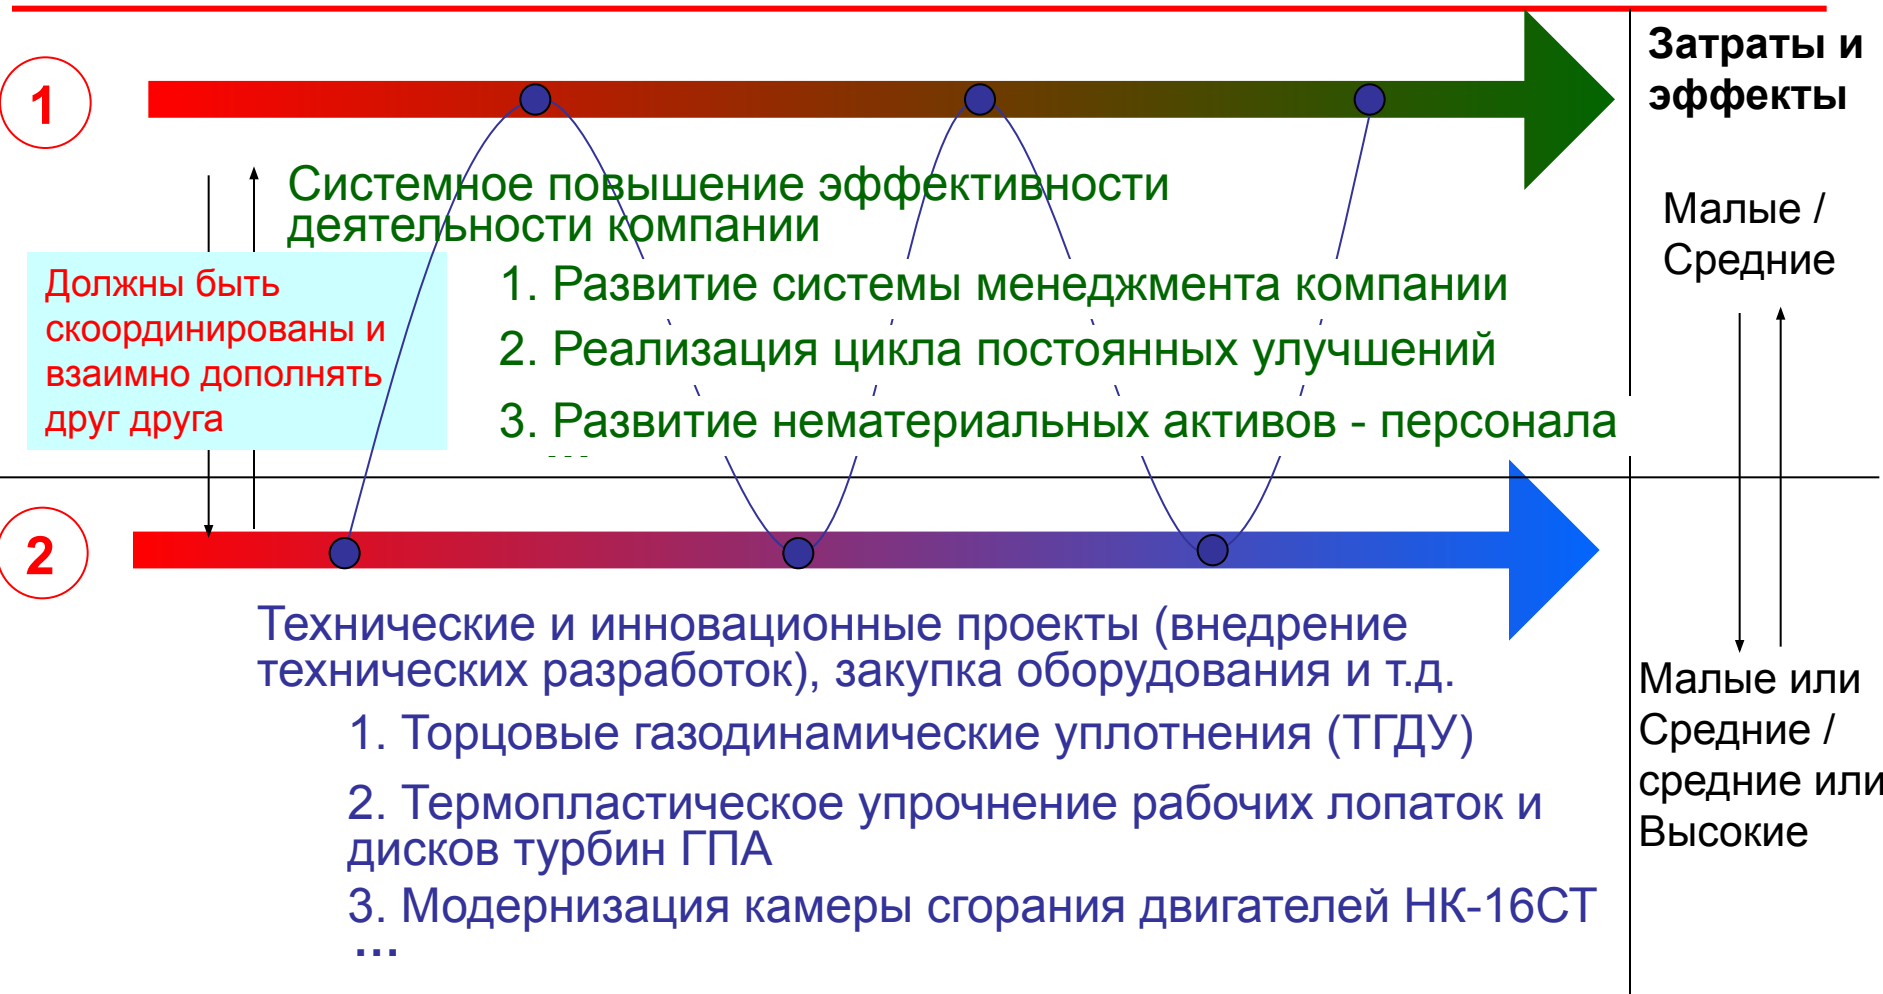 1
Затраты и
эффекты
Системное повышение эффективности
деятельности компании
Малые /
Средние
Должны быть
скоординированы и
взаимно дополнять
друг друга
1. Развитие системы менеджмента компании
2. Реализация цикла постоянных улучшений
3. Развитие нематериальных активов - персонала
...
2
Технические и инновационные проекты (внедрение
технических разработок), закупка оборудования и т.д.
1. Торцовые газодинамические уплотнения (ТГДУ)
2. Термопластическое упрочнение рабочих лопаток и
дисков турбин ГПА
3. Модернизация камеры сгорания двигателей НК-16СТ
...
Малые или
Средние /
средние или
Высокие